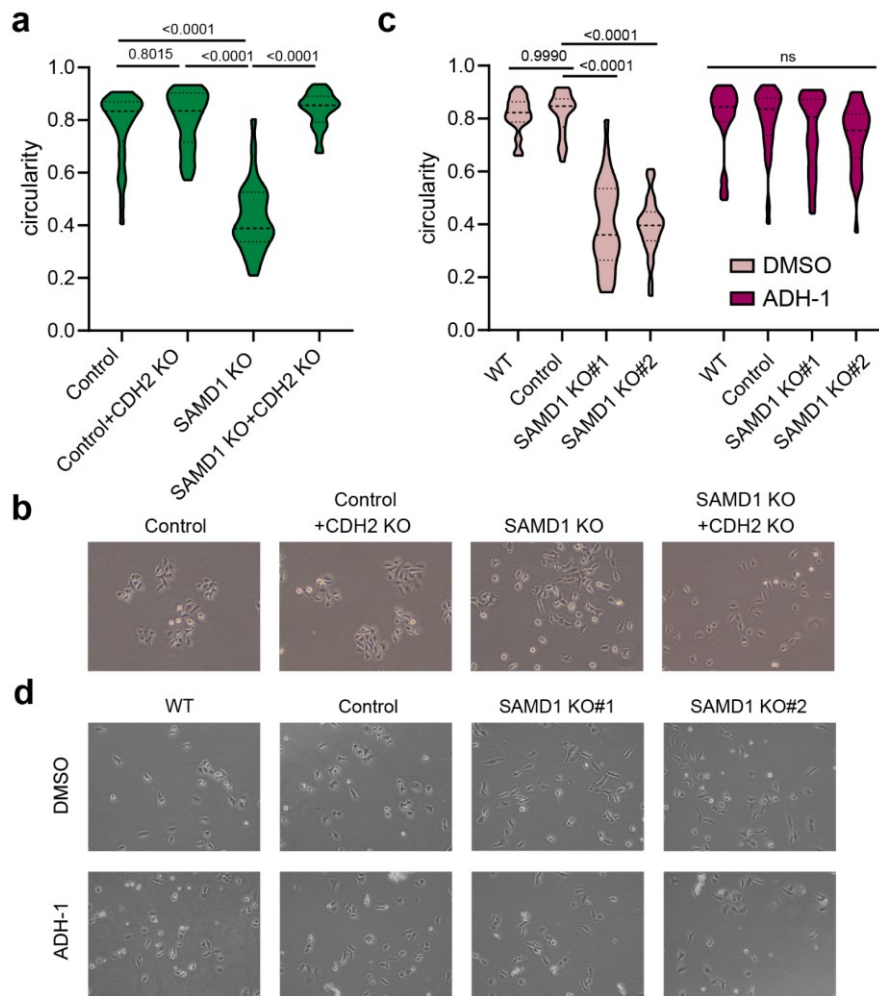 a
<0.0001
0.8015
<0.0001
<0.0001
1.0
0.8
0.6
0.4
0.2
0.0
circularity
Control
Control+CDH2 KO
SAMD1 KO
SAMD1 KO+CDH2 KO
c
<0.0001
0.9990
<0.0001
ns
1.0
0.8
0.6
0.4
0.2
0.0
circularity
DMSO
ADH-1
WT
Control
SAMD1 KO#1
SAMD1 KO#2
WT
Control
SAMD1 KO#1
SAMD1 KO#2
b
Control
Control
+CDH2 KO
SAMD1 KO
SAMD1 KO
+CDH2 KO
d
WT
Control
SAMD1 KO#1
SAMD1 KO#2
DMSO
ADH-1